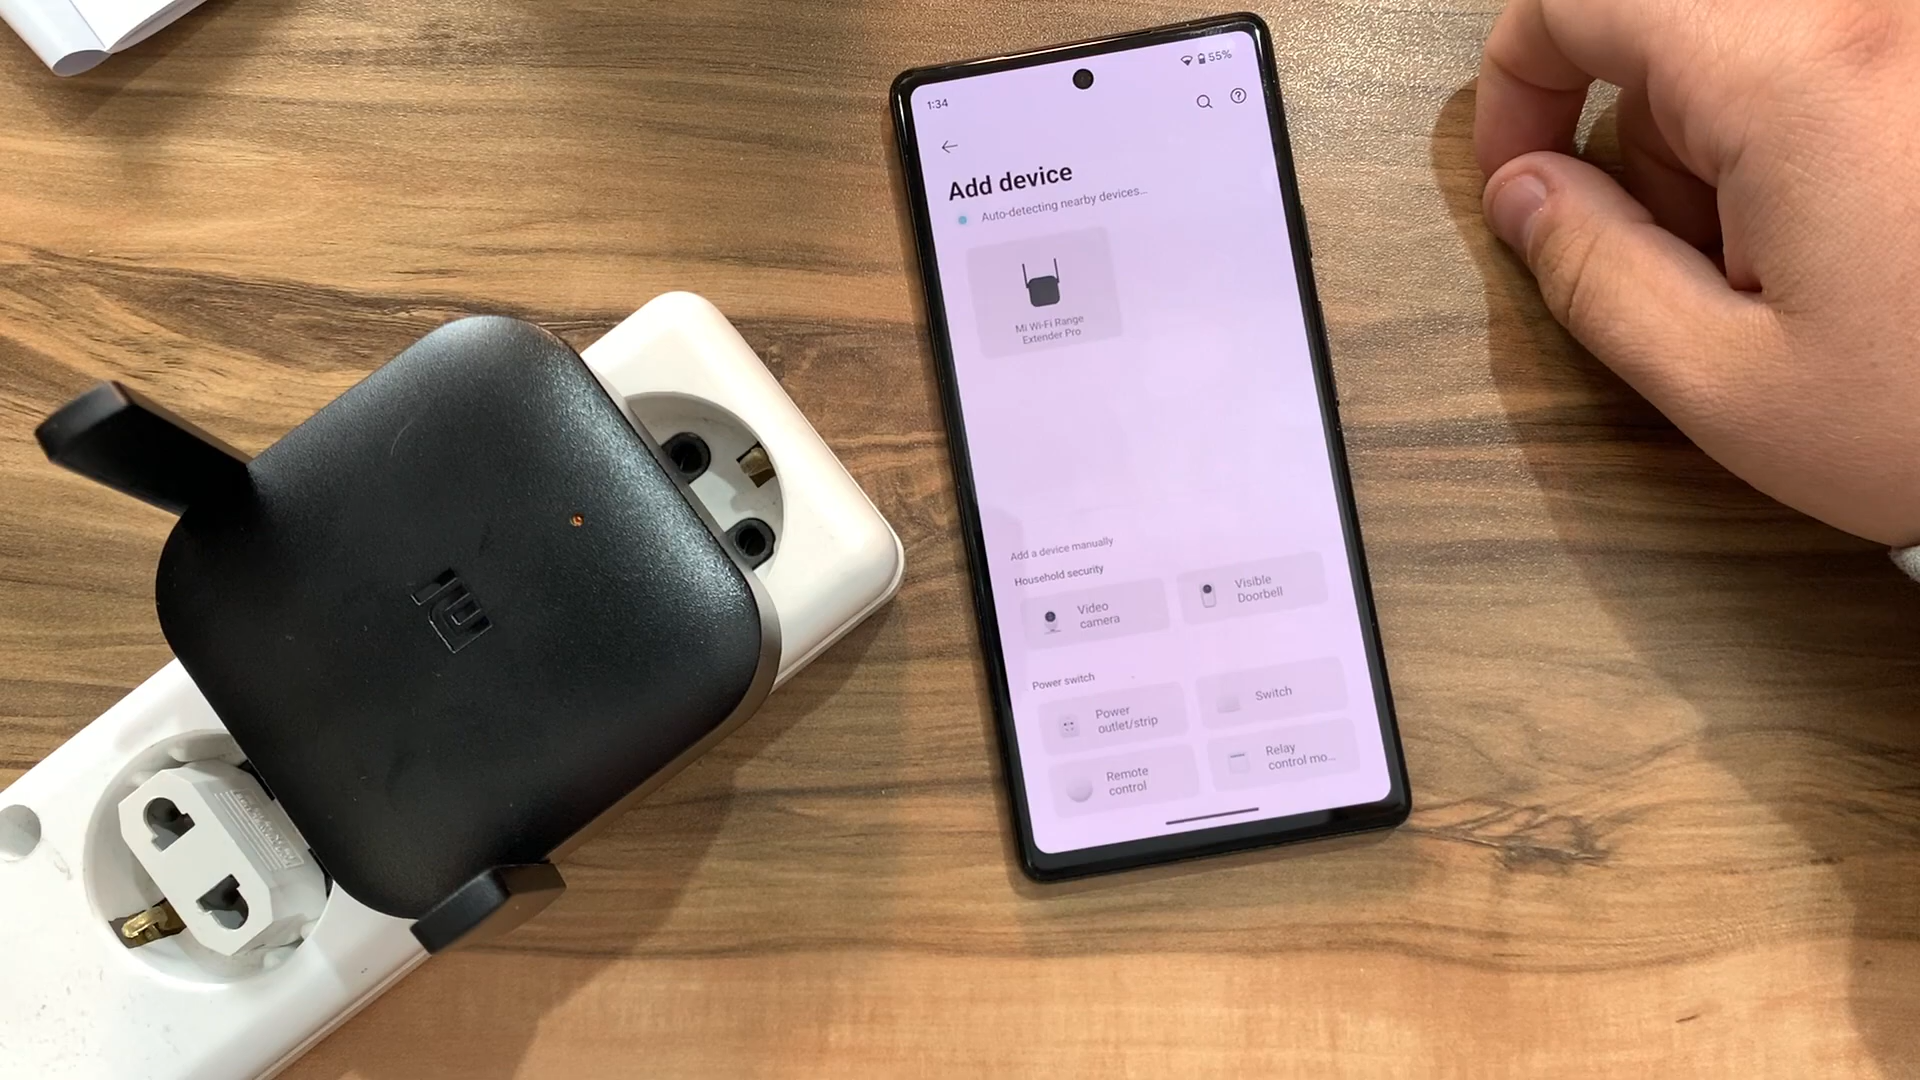 1:34
55%
Add device
Auto-detecting nearby devices...
Mi Wi-Fi Range
Extender Pro
Add a device manually
Household security
Video
camera
Visible
Doorbell
Power switch
Power
outlet/strip
Switch
Remote
control
Relay
control mo...